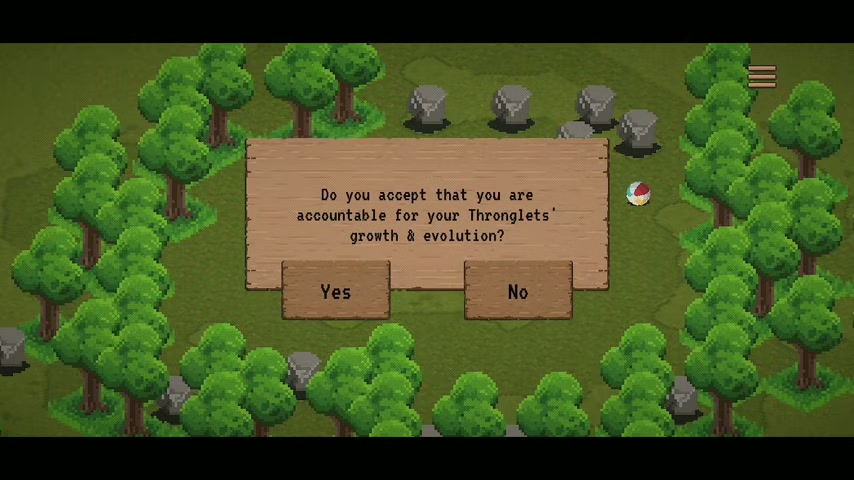 Do you accept that you are
accountable for your Thronglets'
growth & evolution?
Yes
No